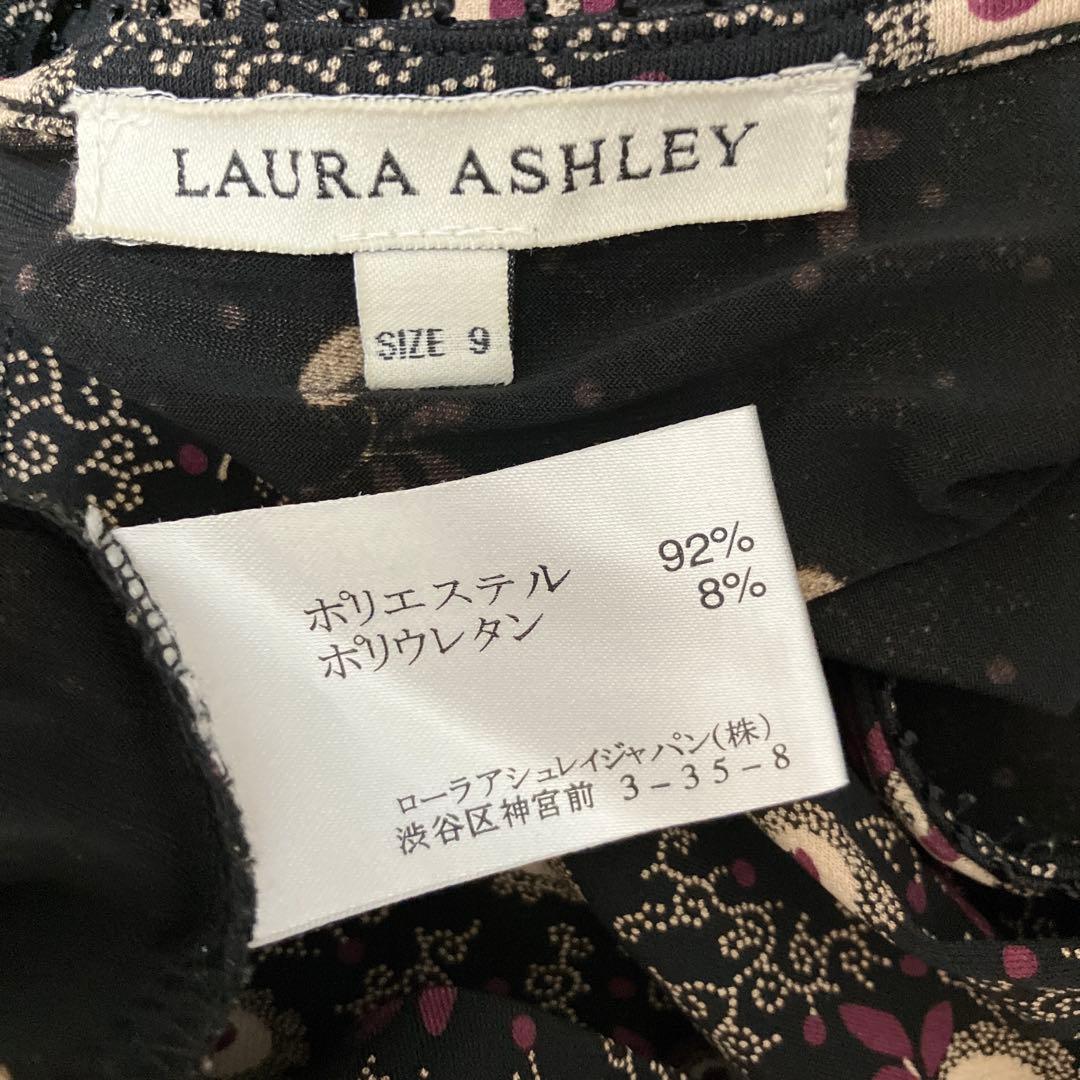 LAURA ASHLEY
SIZE 9
ポリエステル 92%
ポリウレタン 8%
ローラアシュレイジャパン(株)
渋谷区神宮前 3-35-8